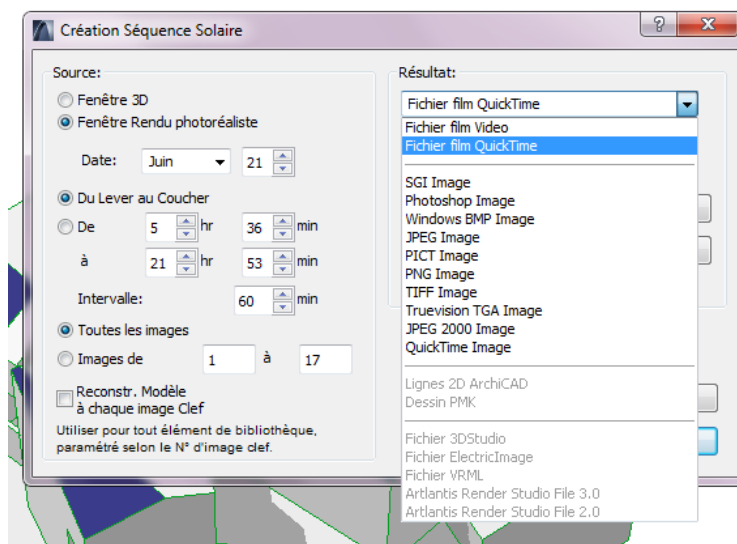 Création Séquence Solaire
Source:
Fenêtre 3D
Fenêtre Rendu photoréaliste
Date: Juin 21
Du Lever au Coucher
De 5 hr 36 min
à 21 hr 53 min
Intervalle: 60 min
Toutes les images
Images de 1 à 17
Reconstr. Modèle
à chaque image Clef
Utiliser pour tout élément de bibliothèque,
paramétré selon le N° d'image clef.
Résultat:
Fichier film QuickTime
Fichier film Video
Fichier film QuickTime
SGI Image
Photoshop Image
Windows BMP Image
JPEG Image
PICT Image
PNG Image
TIFF Image
Truevision TGA Image
JPEG 2000 Image
QuickTime Image
Lignes 2D ArchiCAD
Dessin PMK
Fichier 3DStudio
Fichier ElectricImage
Fichier VRML
Artlantis Render Studio File 3.0
Artlantis Render Studio File 2.0